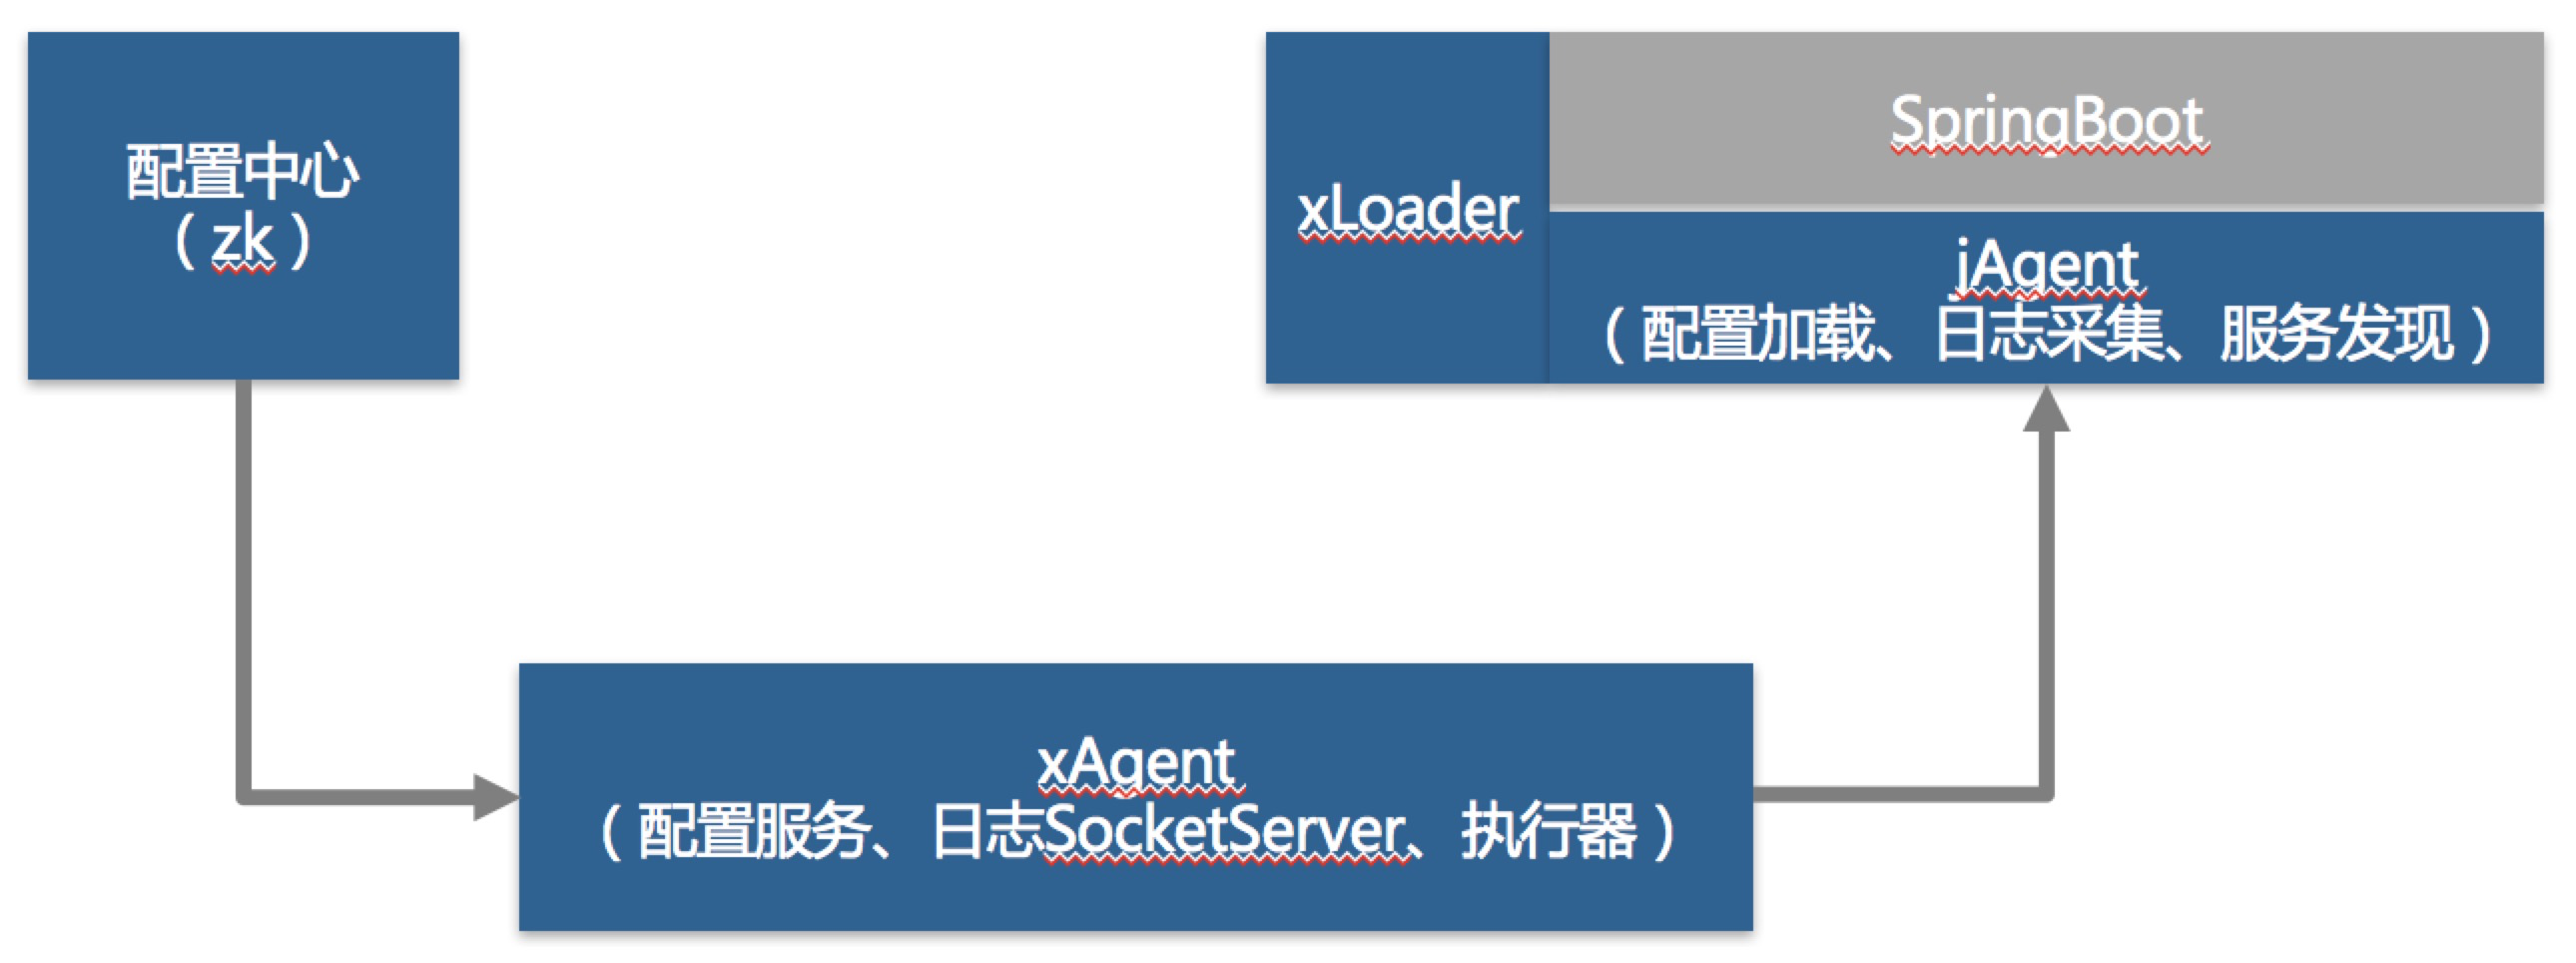 配置中心
（zk）
xLoader
SpringBoot
jAgent
（配置加载、日志采集、服务发现）
xAgent
（配置服务、日志SocketServer、执行器）